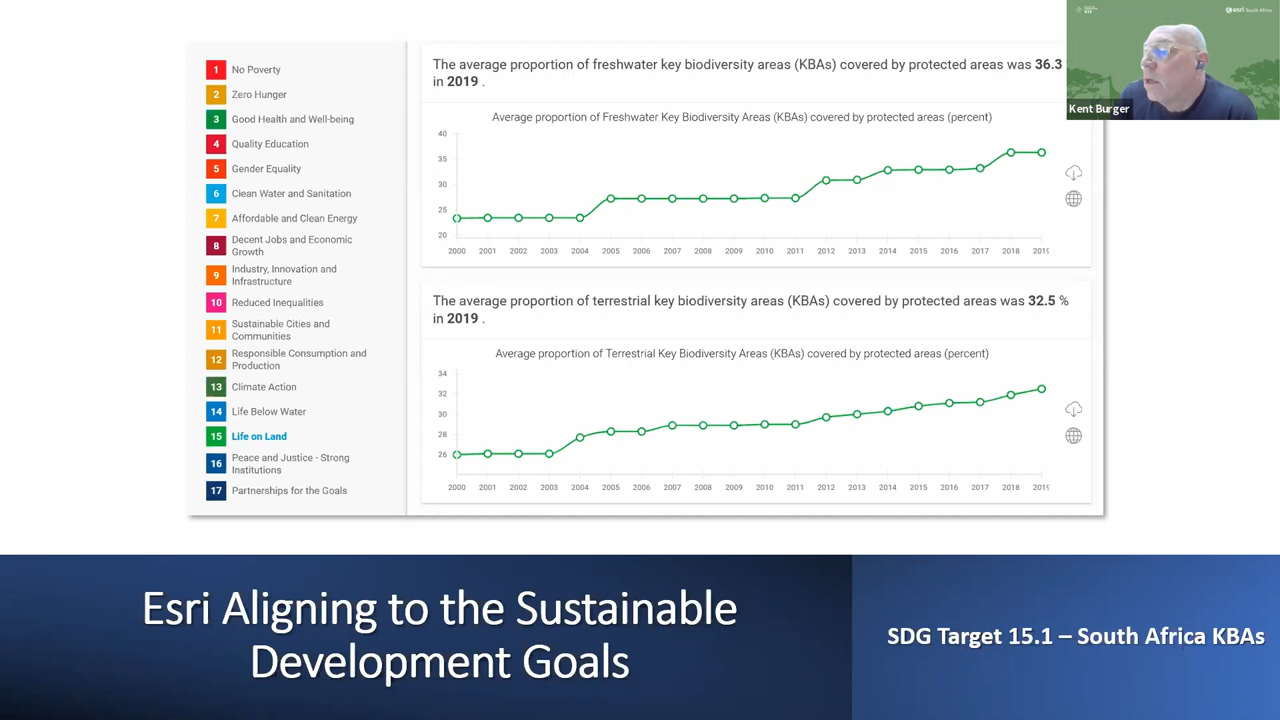 1 No Poverty
2 Zero Hunger
3 Good Health and Well-being
4 Quality Education
5 Gender Equality
6 Clean Water and Sanitation
7 Affordable and Clean Energy
8 Decent Jobs and Economic
Growth
9 Industry, Innovation and
Infrastructure
10 Reduced Inequalities
11 Sustainable Cities and
Communities
12 Responsible Consumption and
Production
13 Climate Action
14 Life Below Water
15 Life on Land
16 Peace and Justice - Strong
Institutions
17 Partnerships for the Goals
The average proportion of freshwater key biodiversity areas (KBAs) covered by protected areas was 36.3
in 2019 .
Average proportion of Freshwater Key Biodiversity Areas (KBAs) covered by protected areas (percent)
40
35
30
25
20
2000 2001 2002 2003 2004 2005 2006 2007 2008 2009 2010 2011 2012 2013 2014 2015 2016 2017 2018 2019
The average proportion of terrestrial key biodiversity areas (KBAs) covered by protected areas was 32.5 %
in 2019 .
Average proportion of Terrestrial Key Biodiversity Areas (KBAs) covered by protected areas (percent)
34
32
30
28
26
2000 2001 2002 2003 2004 2005 2006 2007 2008 2009 2010 2011 2012 2013 2014 2015 2016 2017 2018 2019
esri South Africa
Kent Burger
Esri Aligning to the Sustainable
Development Goals
SDG Target 15.1 – South Africa KBAs